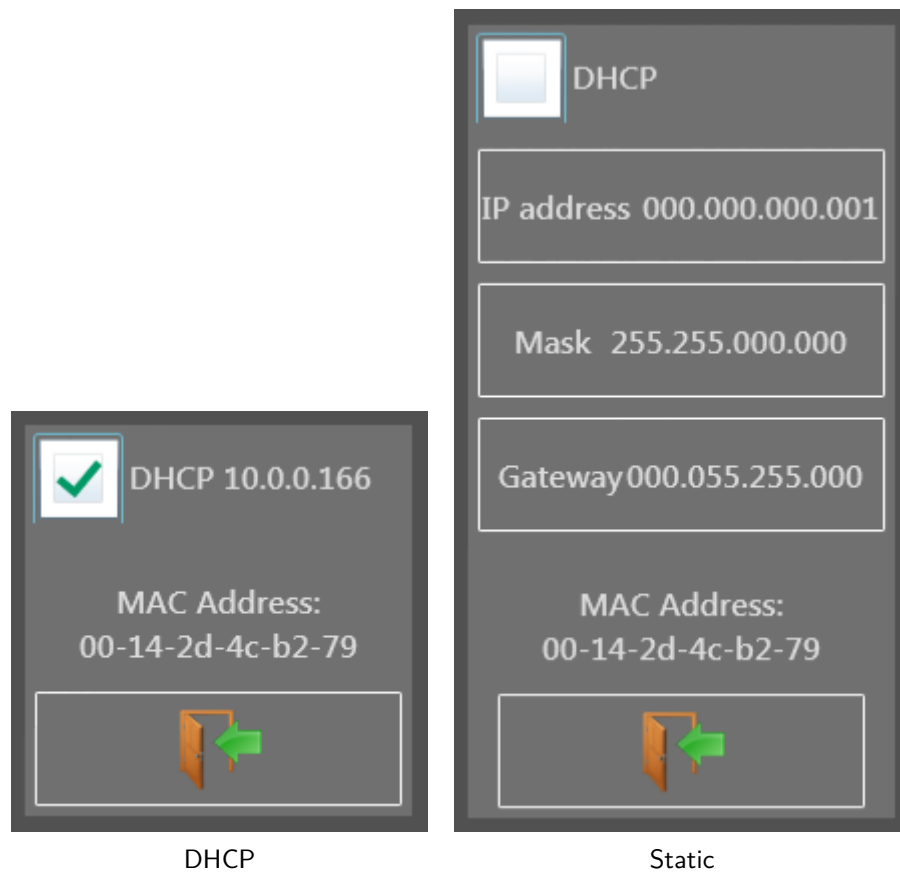 DHCP 10.0.0.166
MAC Address:
00-14-2d-4c-b2-79
DHCP
DHCP
IP address 000.000.000.001
Mask 255.255.000.000
Gateway 000.055.255.000
MAC Address:
00-14-2d-4c-b2-79
Static